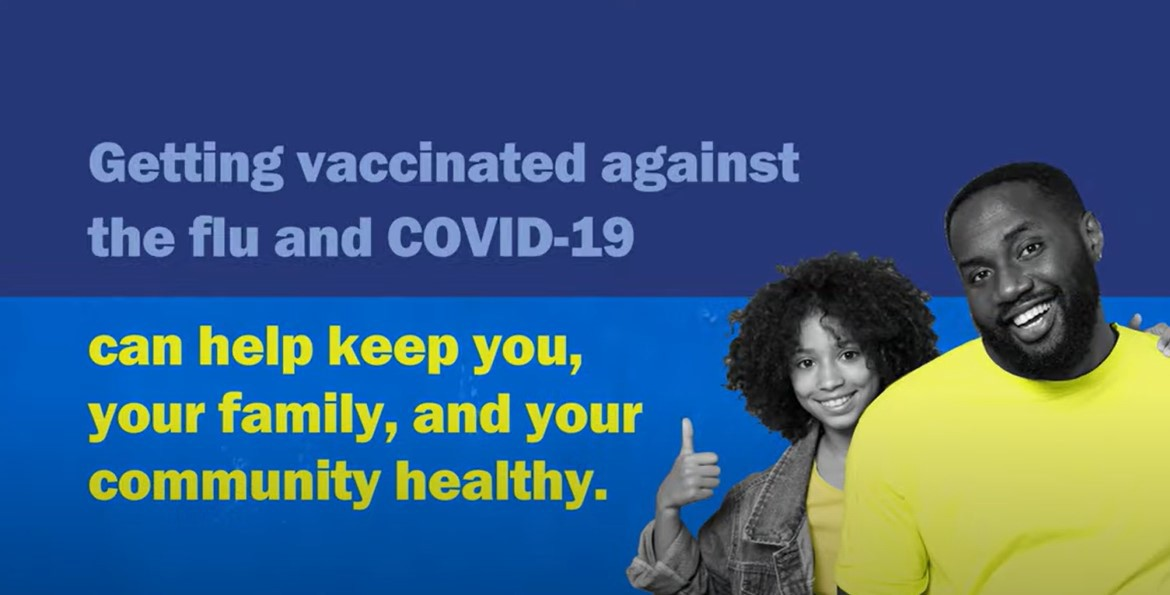 Getting vaccinated against
the flu and COVID-19
can help keep you,
your family, and your
community healthy.